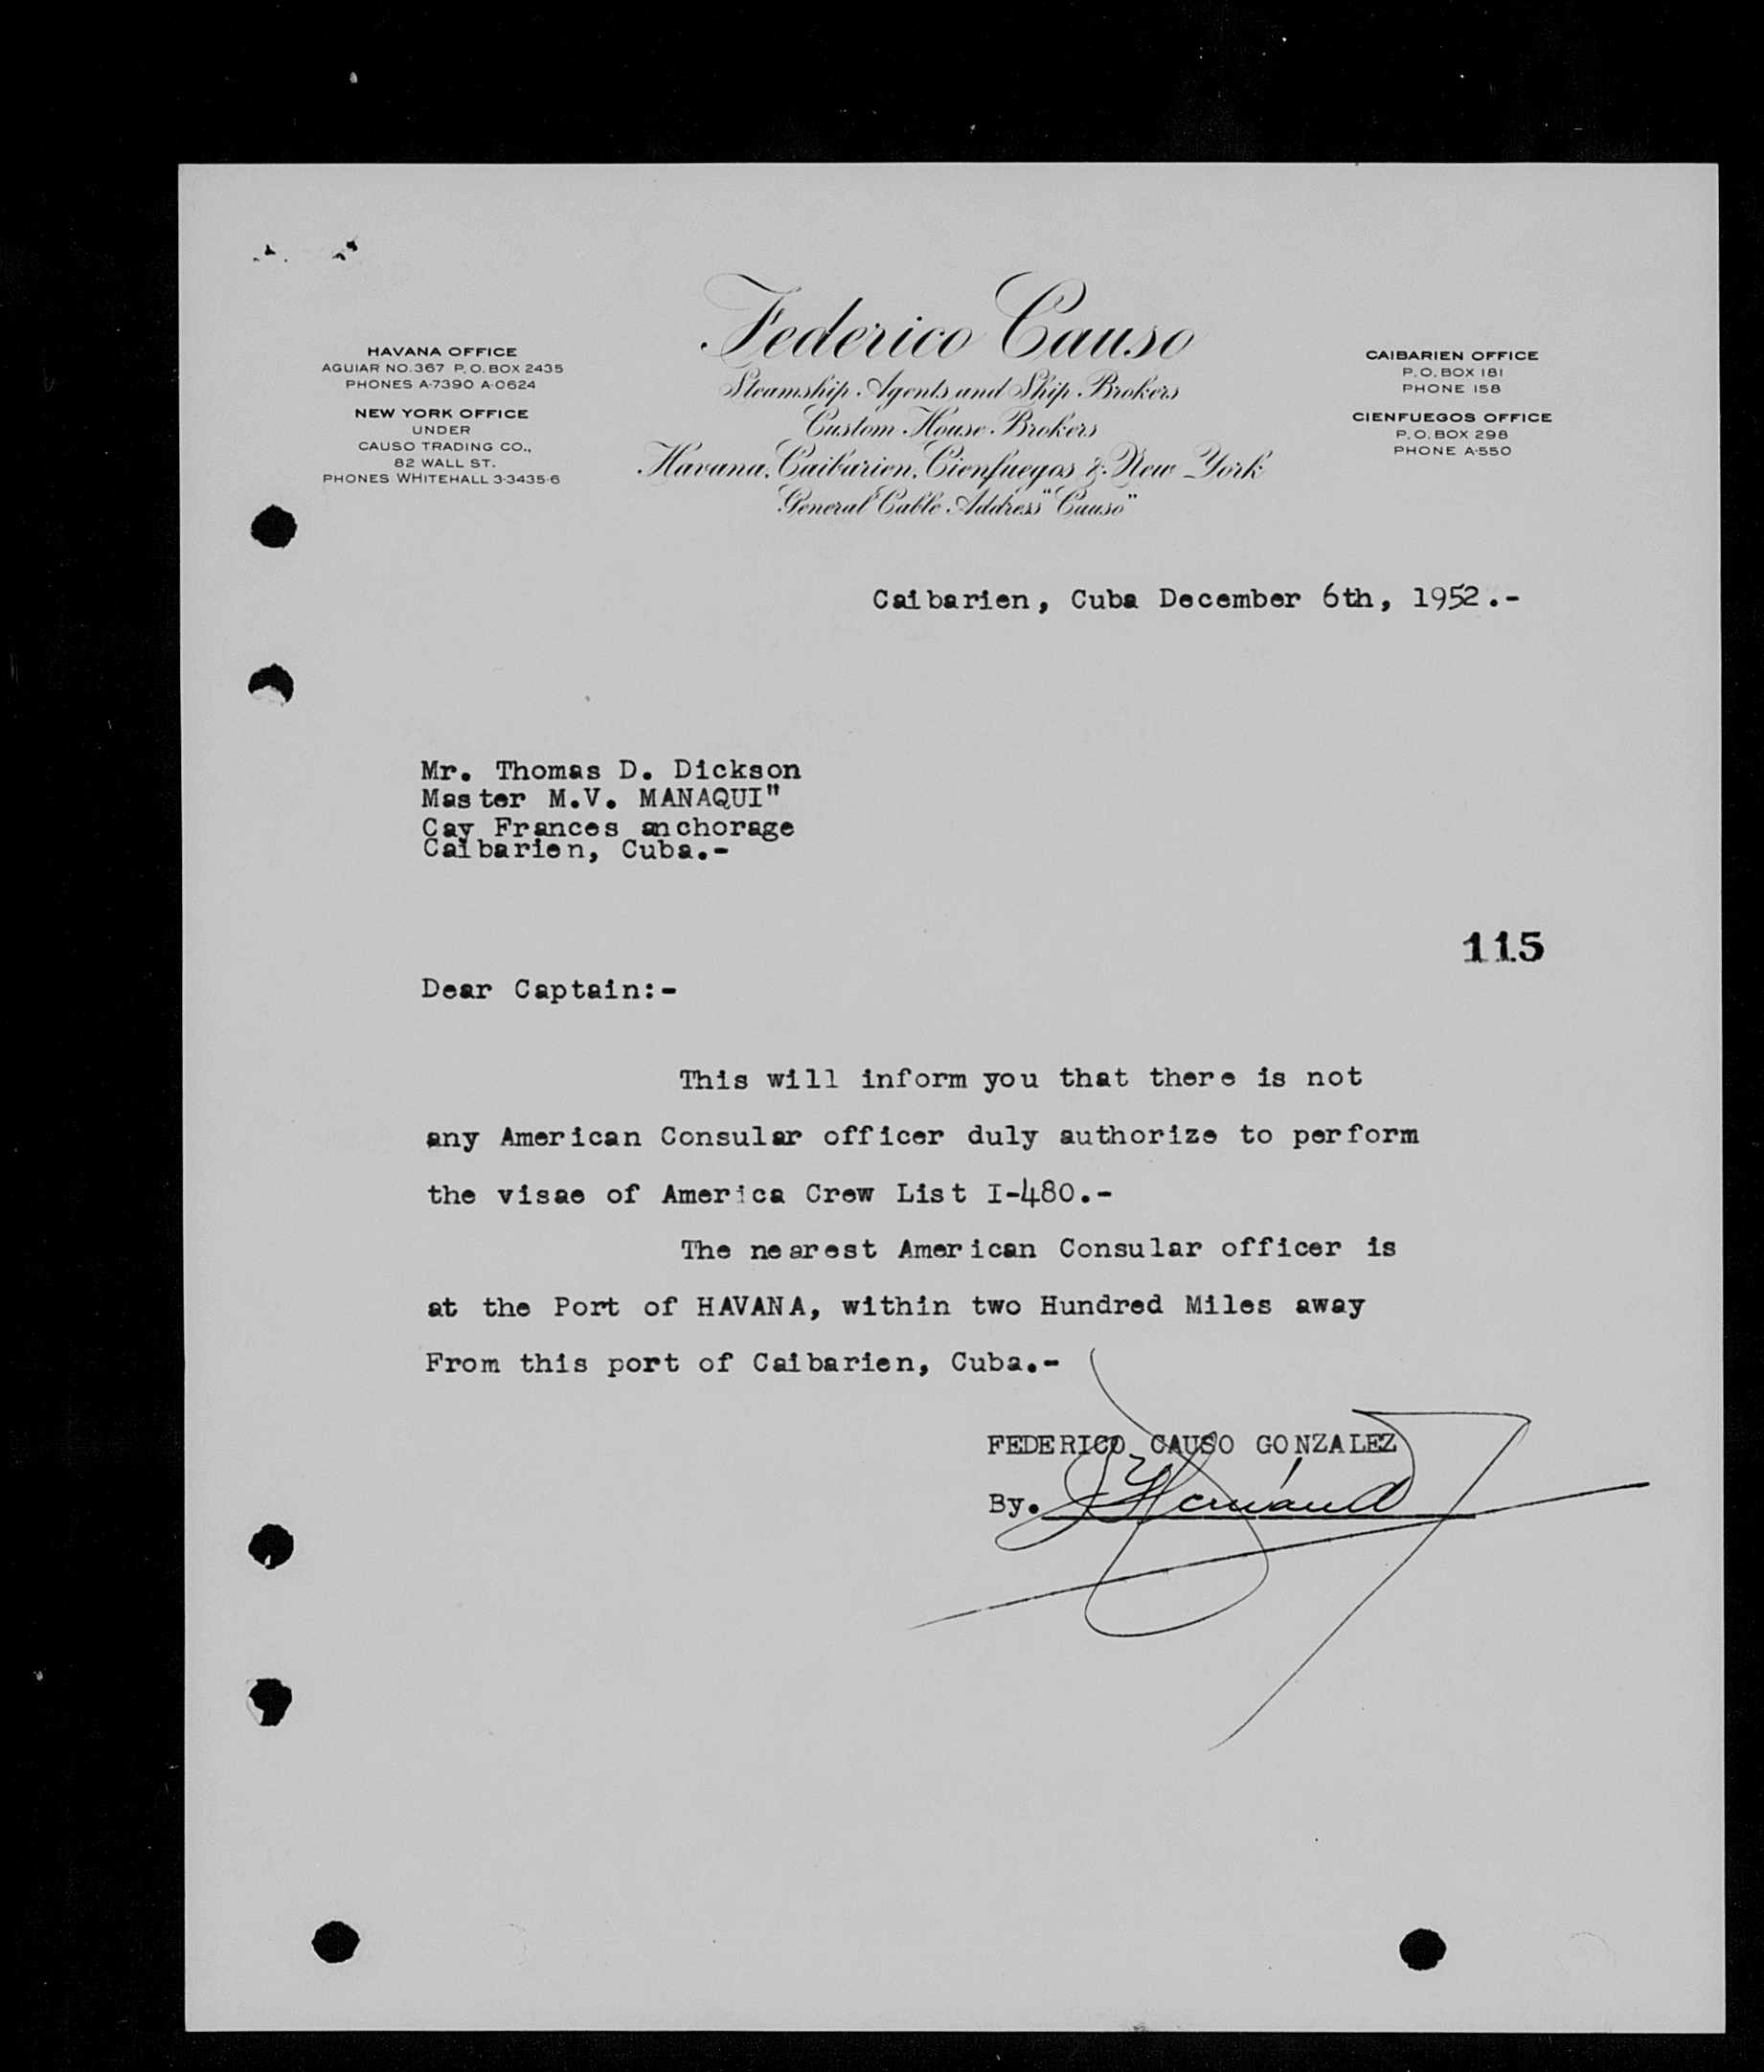 Federico Causo
Steamship Agents and Ship Brokers
Custom House Brokers
Havana, Caibarien, Cienfuegos & New York
General Cable Address "Causo"
HAVANA OFFICE
AGUIAR NO. 367 P.O. BOX 2435
PHONES A-7390 A-0624
NEW YORK OFFICE
UNDER
CAUSO TRADING CO.,
82 WALL ST.
PHONES WHITEHALL 3-3435-6
CAIBARIEN OFFICE
P.O. BOX 181
PHONE 158
CIENFUEGOS OFFICE
P.O. BOX 298
PHONE A-550
Caibarien, Cuba December 6th, 1952.-
Mr. Thomas D. Dickson
Master M.V. MANAQUI"
Cay Frances anchorage
Caibarien, Cuba.-
115
Dear Captain:-
This will inform you that there is not
any American Consular officer duly authorize to perform
the visae of America Crew List I-480.-
The nearest American Consular officer is
at the Port of HAVANA, within two Hundred Miles away
From this port of Caibarien, Cuba.-
FEDERICO CAUSO GONZALEZ
By.